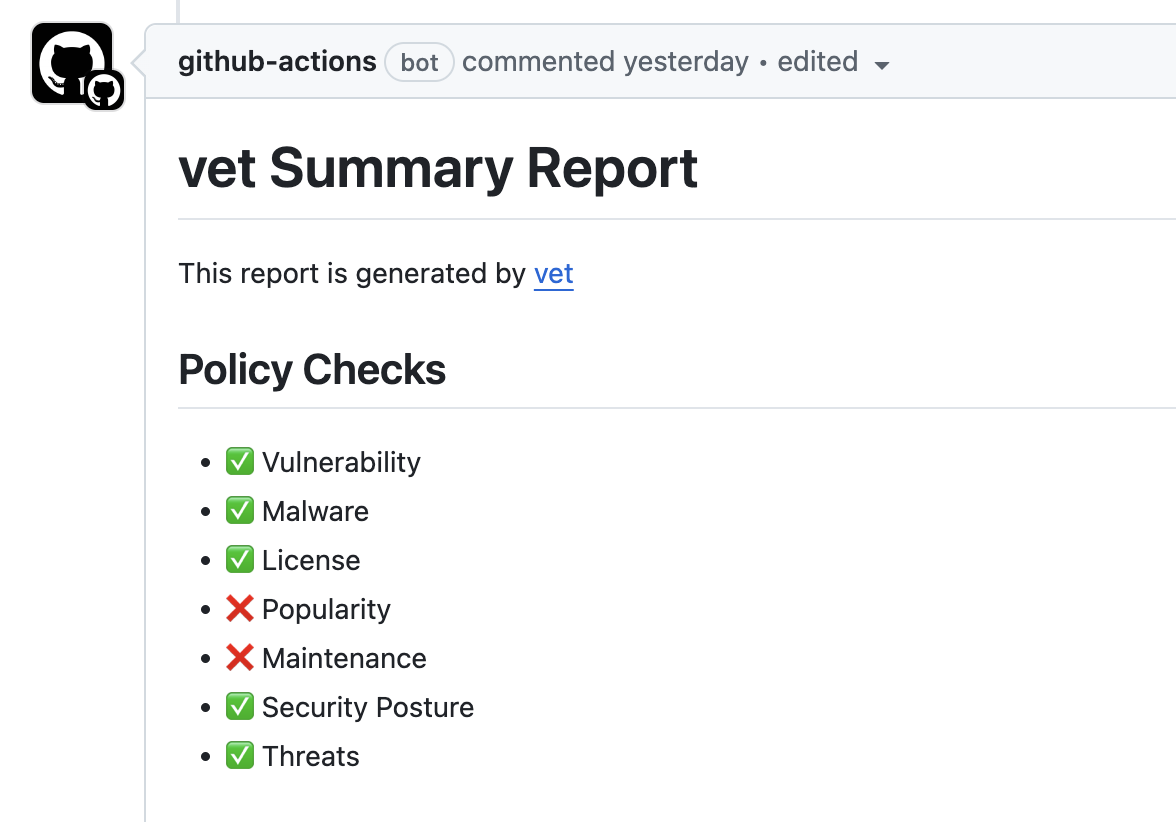 github-actions bot commented yesterday • edited
vet Summary Report
This report is generated by vet
Policy Checks
• ✅ Vulnerability
• ✅ Malware
• ✅ License
• ❌ Popularity
• ❌ Maintenance
• ✅ Security Posture
• ✅ Threats